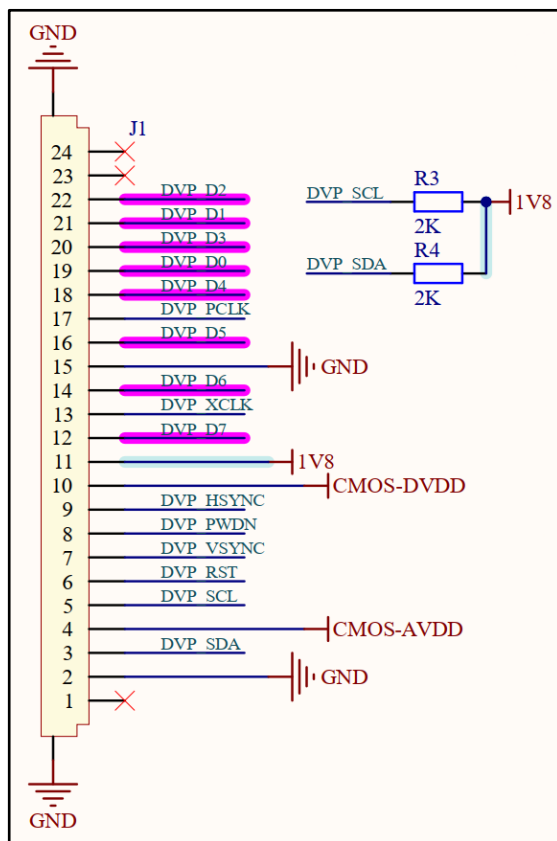 GND
J1
24
23
22 DVP_D2
21 DVP_D1
20 DVP_D3
19 DVP_D0
18 DVP_D4
17 DVP_PCLK
16 DVP_D5
15 GND
14 DVP_D6
13 DVP_XCLK
12 DVP_D7
11 1V8
10 CMOS-DVDD
9 DVP_HSYNC
8 DVP_PWDN
7 DVP_VSYNC
6 DVP_RST
5 DVP_SCL
4 CMOS-AVDD
3 DVP_SDA
2 GND
1
GND
R3
DVP_SCL 1V8
2K
R4
DVP_SDA
2K